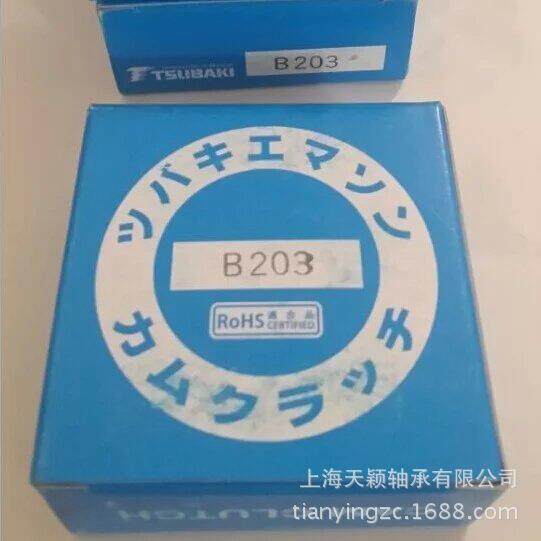 TSUBAKI
B203
ツバキエマソン
B203
RoHS 適合品
CERTIFIED
カムクラッチ
上海天颖轴承有限公司
tianyingzc.1688.com